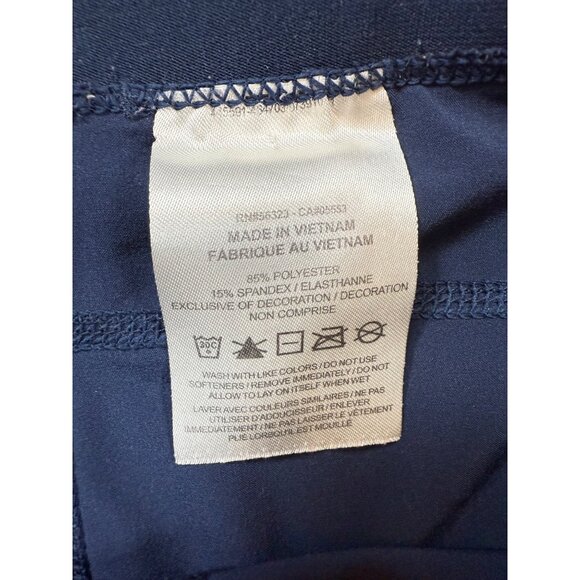 RN#56323 - CA#05553
MADE IN VIETNAM
FABRIQUE AU VIETNAM
85% POLYESTER
15% SPANDEX / ELASTHANNE
EXCLUSIVE OF DECORATION / DECORATION
NON COMPRISE
30C
WASH WITH LIKE COLORS / DO NOT USE
SOFTENERS / REMOVE IMMEDIATELY / DO NOT
ALLOW TO LAY ON ITSELF WHEN WET
LAVER AVEC COULEURS SIMILAIRES / NE PAS
UTILISER D'ADOUCISSEUR / ENLEVER
IMMÉDIATEMENT / NE PAS LAISSER LE VÊTEMENT
PLIÉ LORSQU'IL EST MOUILLÉ